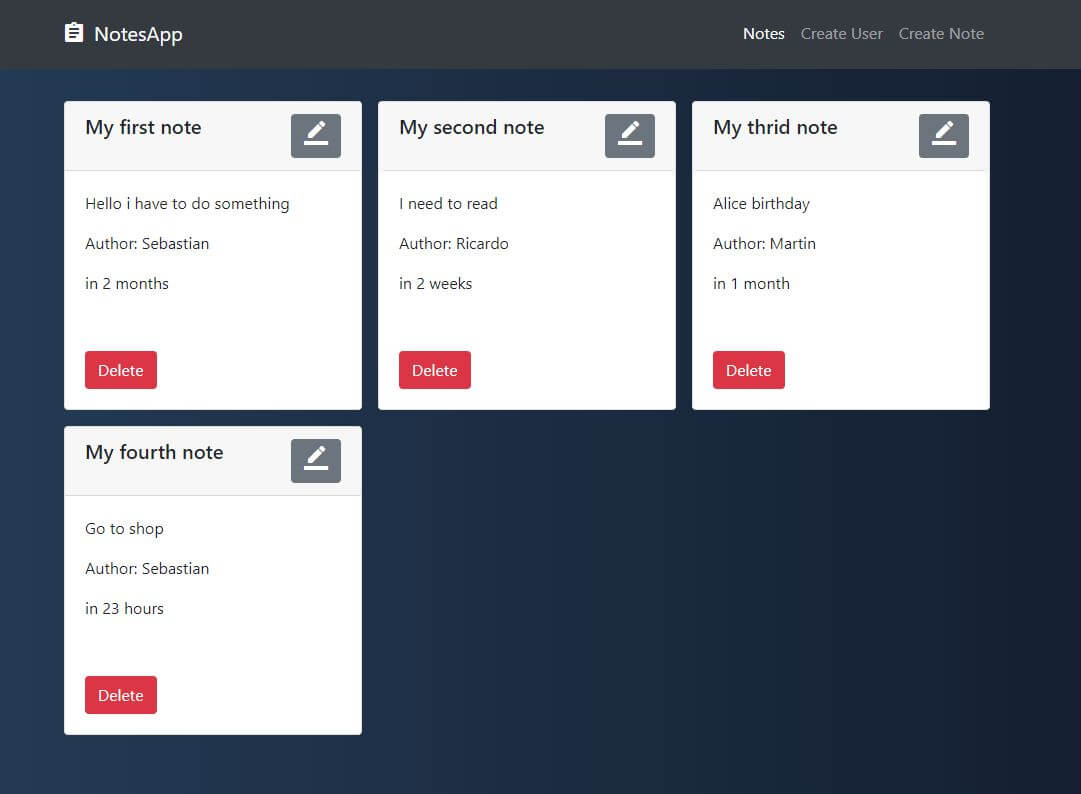 NotesApp
Notes Create User Create Note
My first note
Hello i have to do something
Author: Sebastian
in 2 months
Delete
My second note
I need to read
Author: Ricardo
in 2 weeks
Delete
My thrid note
Alice birthday
Author: Martin
in 1 month
Delete
My fourth note
Go to shop
Author: Sebastian
in 23 hours
Delete